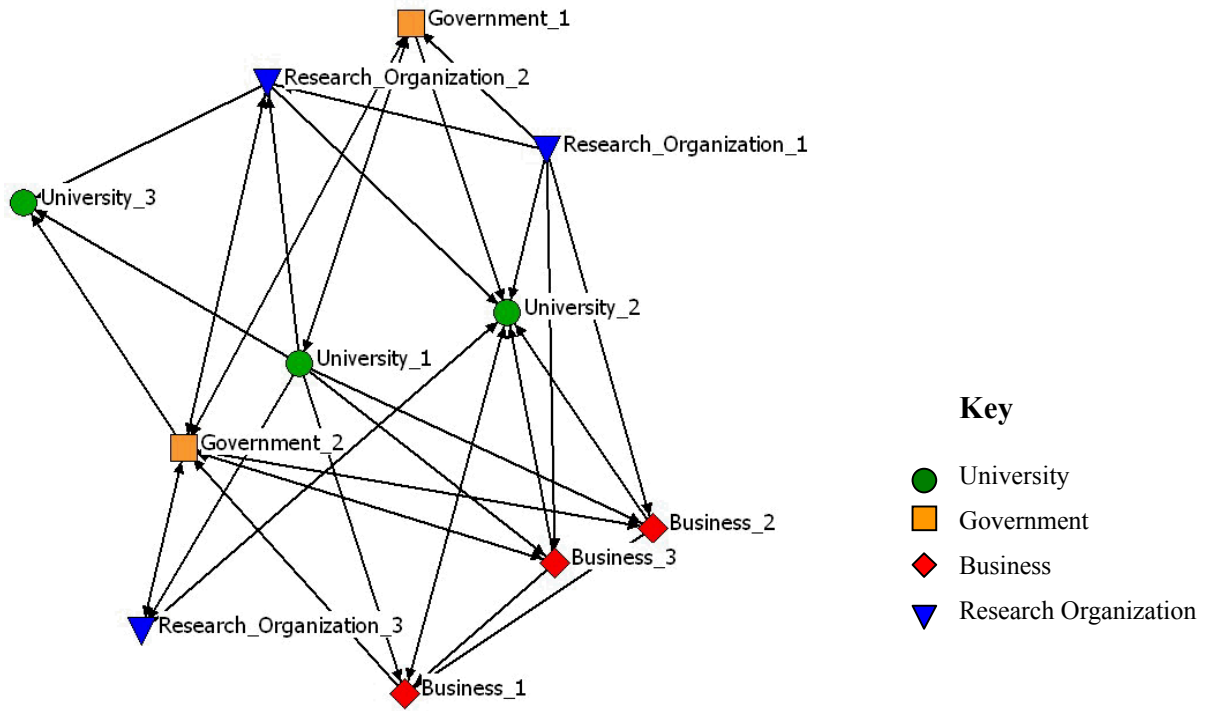 Government_1
Research_Organization_2
Research_Organization_1
University_3
University_2
University_1
Government_2
Business_2
Business_3
Research_Organization_3
Business_1
Key
University
Government
Business
Research Organization